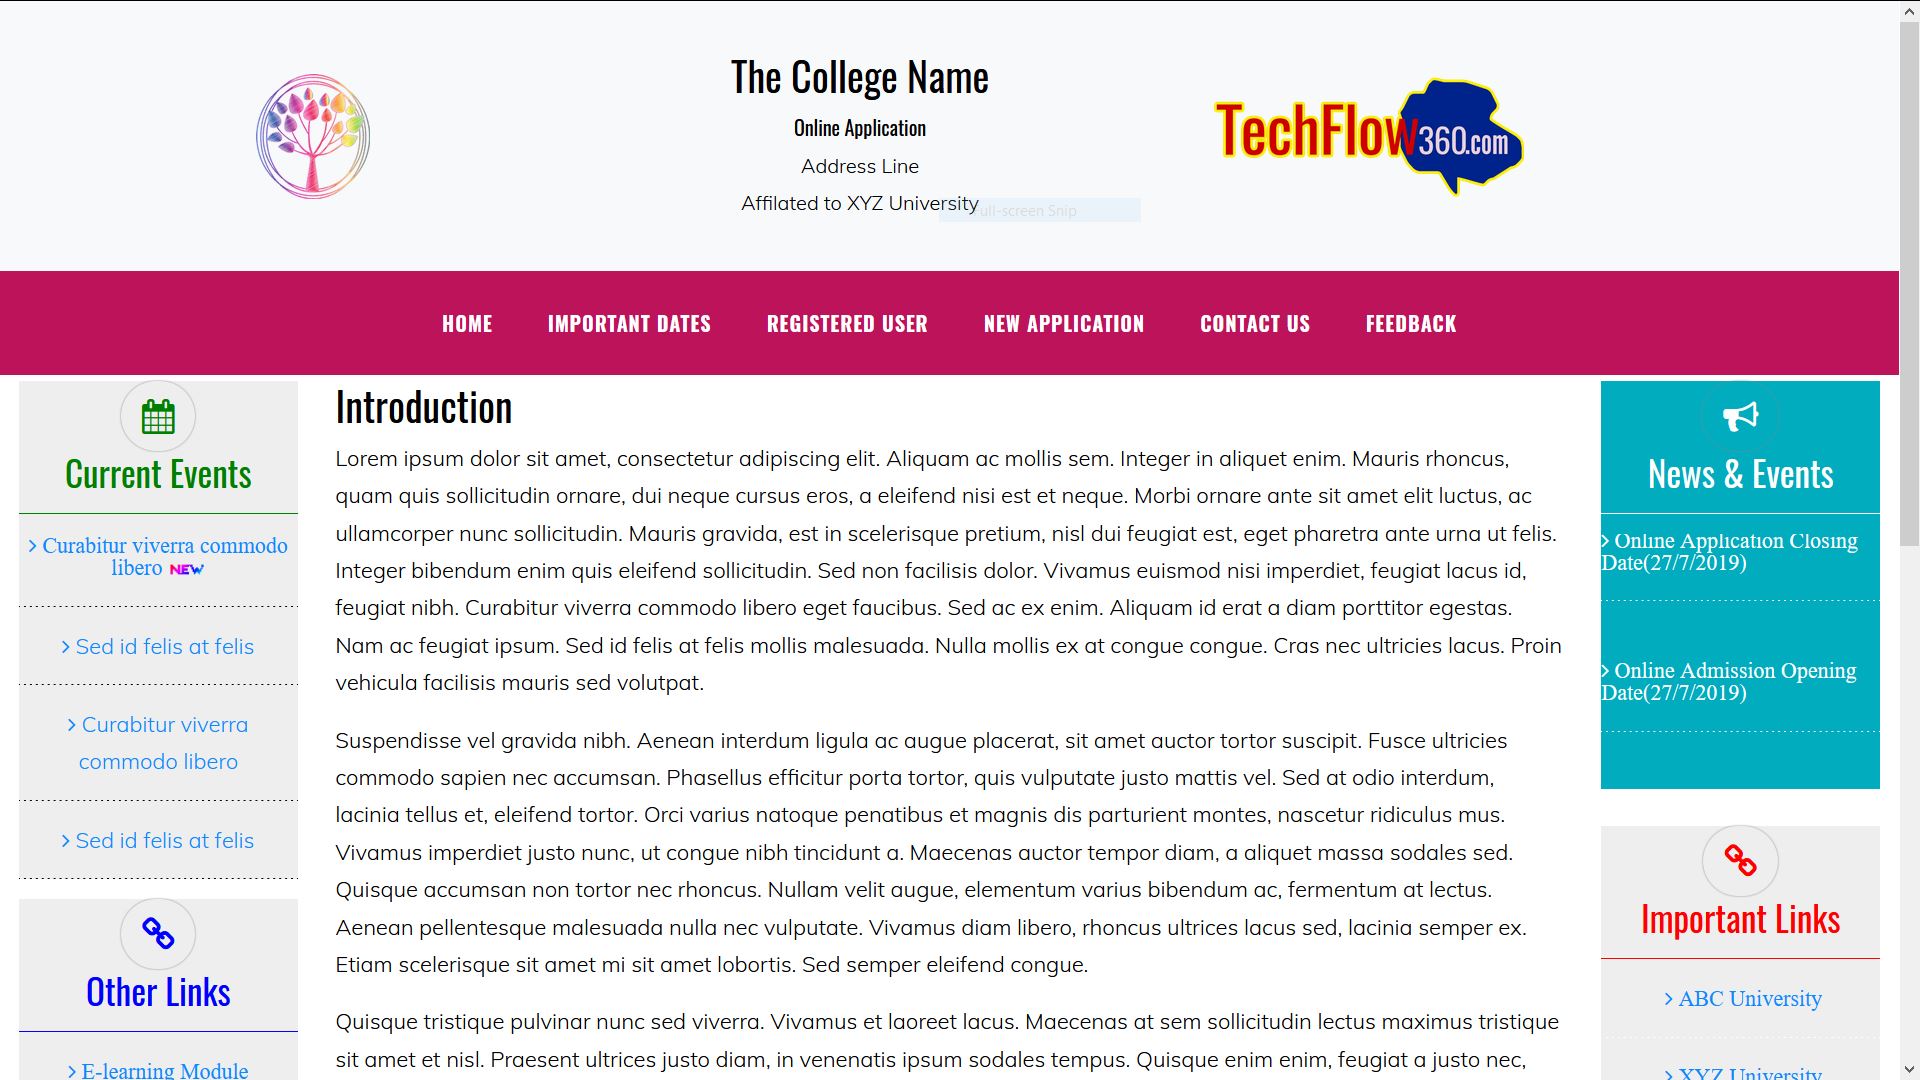 The College Name
Online Application
Address Line
Affilated to XYZ University
Full-screen Snip
TechFlow360.com
HOME
IMPORTANT DATES
REGISTERED USER
NEW APPLICATION
CONTACT US
FEEDBACK
Current Events
Curabitur viverra commodo
libero NEW
Sed id felis at felis
Curabitur viverra
commodo libero
Sed id felis at felis
Other Links
E-learning Module
Introduction
Lorem ipsum dolor sit amet, consectetur adipiscing elit. Aliquam ac mollis sem. Integer in aliquet enim. Mauris rhoncus,
quam quis sollicitudin ornare, dui neque cursus eros, a eleifend nisi est et neque. Morbi ornare ante sit amet elit luctus, ac
ullamcorper nunc sollicitudin. Mauris gravida, est in scelerisque pretium, nisl dui feugiat est, eget pharetra ante urna ut felis.
Integer bibendum enim quis eleifend sollicitudin. Sed non facilisis dolor. Vivamus euismod nisi imperdiet, feugiat lacus id,
feugiat nibh. Curabitur viverra commodo libero eget faucibus. Sed ac ex enim. Aliquam id erat a diam porttitor egestas.
Nam ac feugiat ipsum. Sed id felis at felis mollis malesuada. Nulla mollis ex at congue congue. Cras nec ultricies lacus. Proin
vehicula facilisis mauris sed volutpat.
Suspendisse vel gravida nibh. Aenean interdum ligula ac augue placerat, sit amet auctor tortor suscipit. Fusce ultricies
commodo sapien nec accumsan. Phasellus efficitur porta tortor, quis vulputate justo mattis vel. Sed at odio interdum,
lacinia tellus et, eleifend tortor. Orci varius natoque penatibus et magnis dis parturient montes, nascetur ridiculus mus.
Vivamus imperdiet justo nunc, ut congue nibh tincidunt a. Maecenas auctor tempor diam, a aliquet massa sodales sed.
Quisque accumsan non tortor nec rhoncus. Nullam velit augue, elementum varius bibendum ac, fermentum at lectus.
Aenean pellentesque malesuada nulla nec vulputate. Vivamus diam libero, rhoncus ultrices lacus sed, lacinia semper ex.
Etiam scelerisque sit amet mi sit amet lobortis. Sed semper eleifend congue.
Quisque tristique pulvinar nunc sed viverra. Vivamus et laoreet lacus. Maecenas at sem sollicitudin lectus maximus tristique
sit amet et nisl. Praesent ultrices justo diam, in venenatis ipsum sodales tempus. Quisque enim enim, feugiat a justo nec,
News & Events
Online Application Closing
Date(27/7/2019)
Online Admission Opening
Date(27/7/2019)
Important Links
ABC University
XYZ University